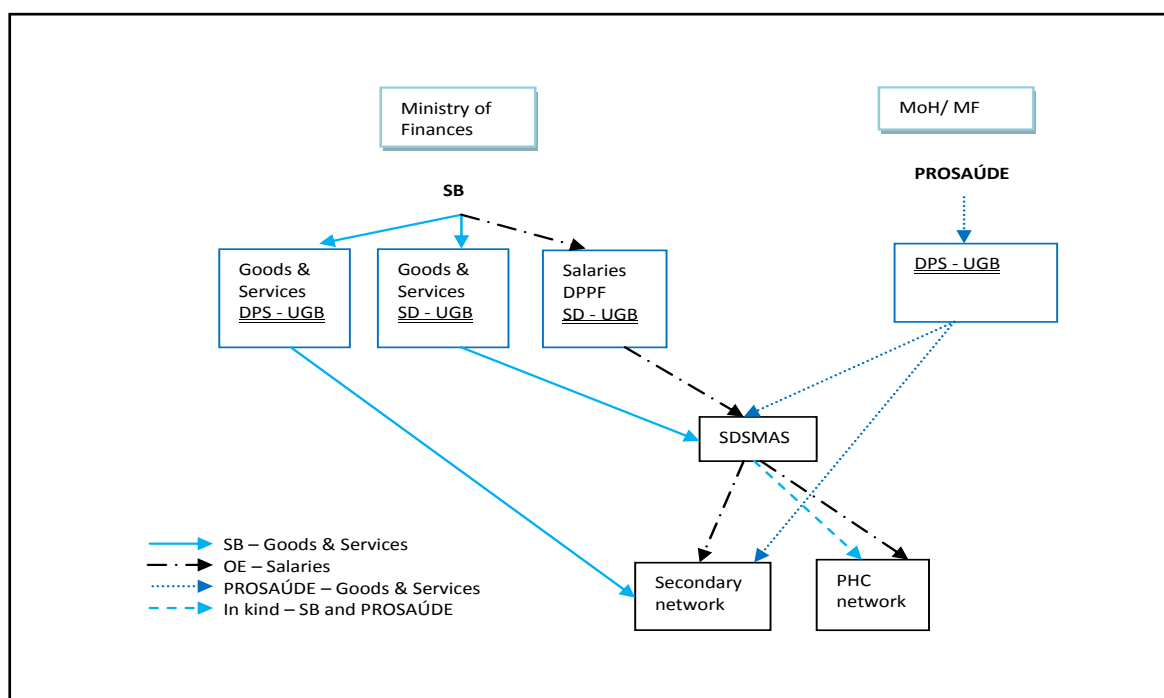 Ministry of
Finances
MoH/ MF
SB
PROSAÚDE
Goods &
Services
DPS - UGB
Goods &
Services
SD - UGB
Salaries
DPPF
SD - UGB
DPS - UGB
SDSMAS
SB – Goods & Services
OE – Salaries
PROSAÚDE – Goods & Services
In kind – SB and PROSAÚDE
Secondary
network
PHC
network